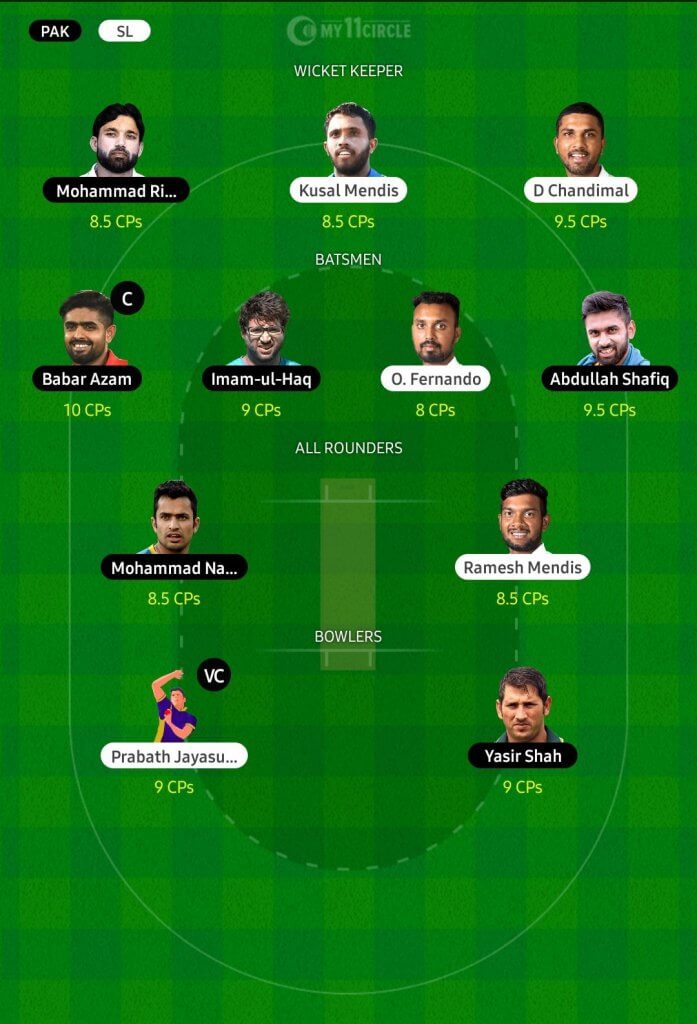 PAK SL MY11CIRCLE
WICKET KEEPER
Mohammad Ri... Kusal Mendis D Chandimal
8.5 CPs 8.5 CPs 9.5 CPs
BATSMEN
C
Babar Azam Imam-ul-Haq O. Fernando Abdullah Shafiq
10 CPs 9 CPs 8 CPs 9.5 CPs
ALL ROUNDERS
Mohammad Na... Ramesh Mendis
8.5 CPs 8.5 CPs
BOWLERS
VC
Prabath Jayasu... Yasir Shah
9 CPs 9 CPs